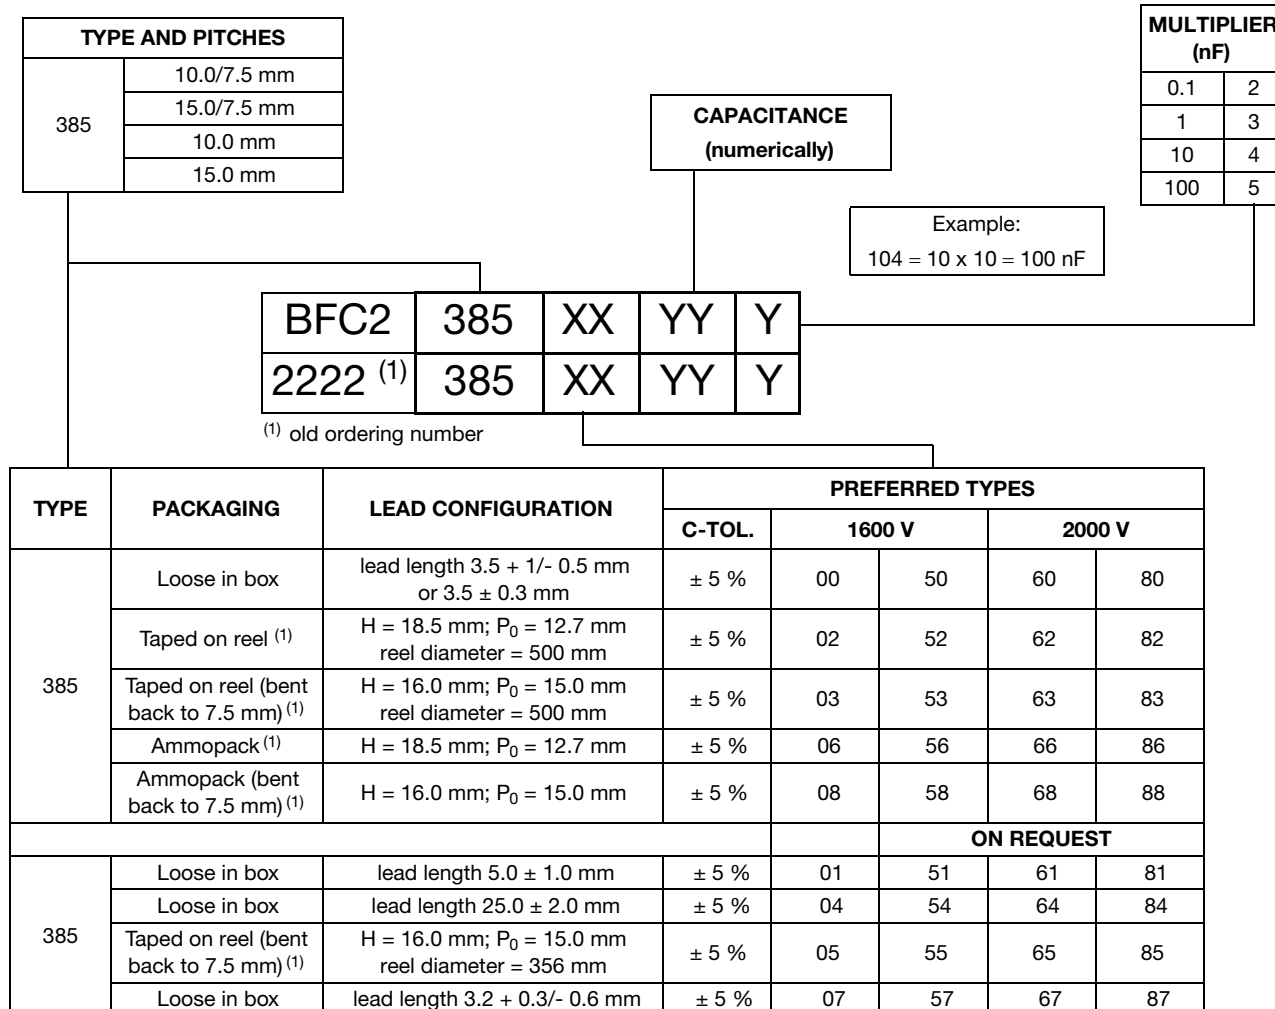 TYPE AND PITCHES
385
10.0/7.5 mm
15.0/7.5 mm
10.0 mm
15.0 mm
CAPACITANCE
(numerically)
MULTIPLIER
(nF)
0.1 2
1 3
10 4
100 5
Example:
104 = 10 x 10 = 100 nF
BFC2 385 XX YY Y
2222 (1) 385 XX YY Y
(1) old ordering number
TYPE PACKAGING LEAD CONFIGURATION PREFERRED TYPES
C-TOL. 1600 V 2000 V
385
Loose in box lead length 3.5 + 1/- 0.5 mm
or 3.5 ± 0.3 mm ± 5 % 00 50 60 80
Taped on reel (1) H = 18.5 mm; P0 = 12.7 mm
reel diameter = 500 mm ± 5 % 02 52 62 82
Taped on reel (bent
back to 7.5 mm) (1) H = 16.0 mm; P0 = 15.0 mm
reel diameter = 500 mm ± 5 % 03 53 63 83
Ammopack (1) H = 18.5 mm; P0 = 12.7 mm ± 5 % 06 56 66 86
Ammopack (bent
back to 7.5 mm) (1) H = 16.0 mm; P0 = 15.0 mm ± 5 % 08 58 68 88
ON REQUEST
385
Loose in box lead length 5.0 ± 1.0 mm ± 5 % 01 51 61 81
Loose in box lead length 25.0 ± 2.0 mm ± 5 % 04 54 64 84
Taped on reel (bent
back to 7.5 mm) (1) H = 16.0 mm; P0 = 15.0 mm
reel diameter = 356 mm ± 5 % 05 55 65 85
Loose in box lead length 3.2 + 0.3/- 0.6 mm ± 5 % 07 57 67 87